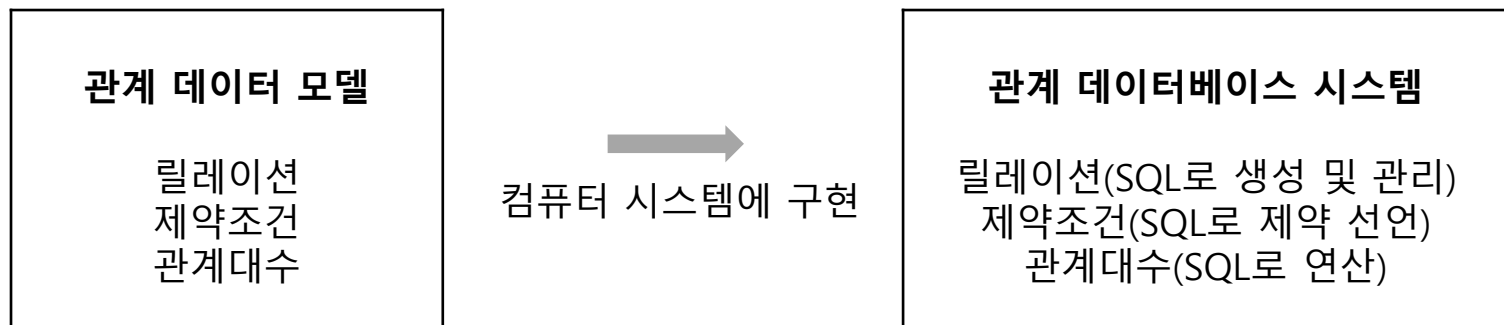 관계 데이터 모델
릴레이션
제약조건
관계대수
컴퓨터 시스템에 구현
관계 데이터베이스 시스템
릴레이션(SQL로 생성 및 관리)
제약조건(SQL로 제약 선언)
관계대수(SQL로 연산)